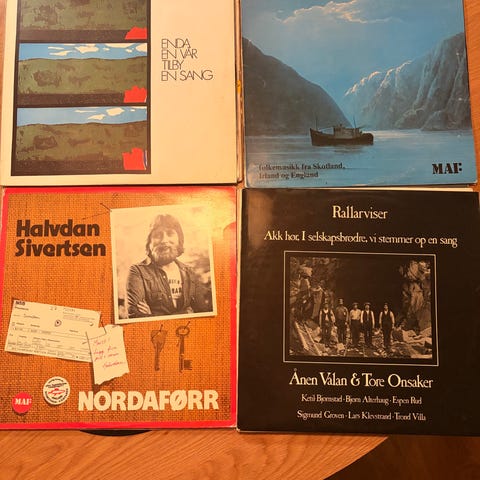 ENDA
EN VÅR
TILBY
EN SANG
folkemusikk fra Skotland,
Irland og England
MAI
Halvdan
Sivertsen
MAI
NORDAFØRR
Rallarviser
Akk hør, I selskapsbrødre, vi stemmer op en sang
Ånen Valan & Tore Onsaker
Ketil Bjørnstad · Bjørn Alterhaug · Espen Rud
Sigmund Groven · Lars Klevstrand · Trond Villa